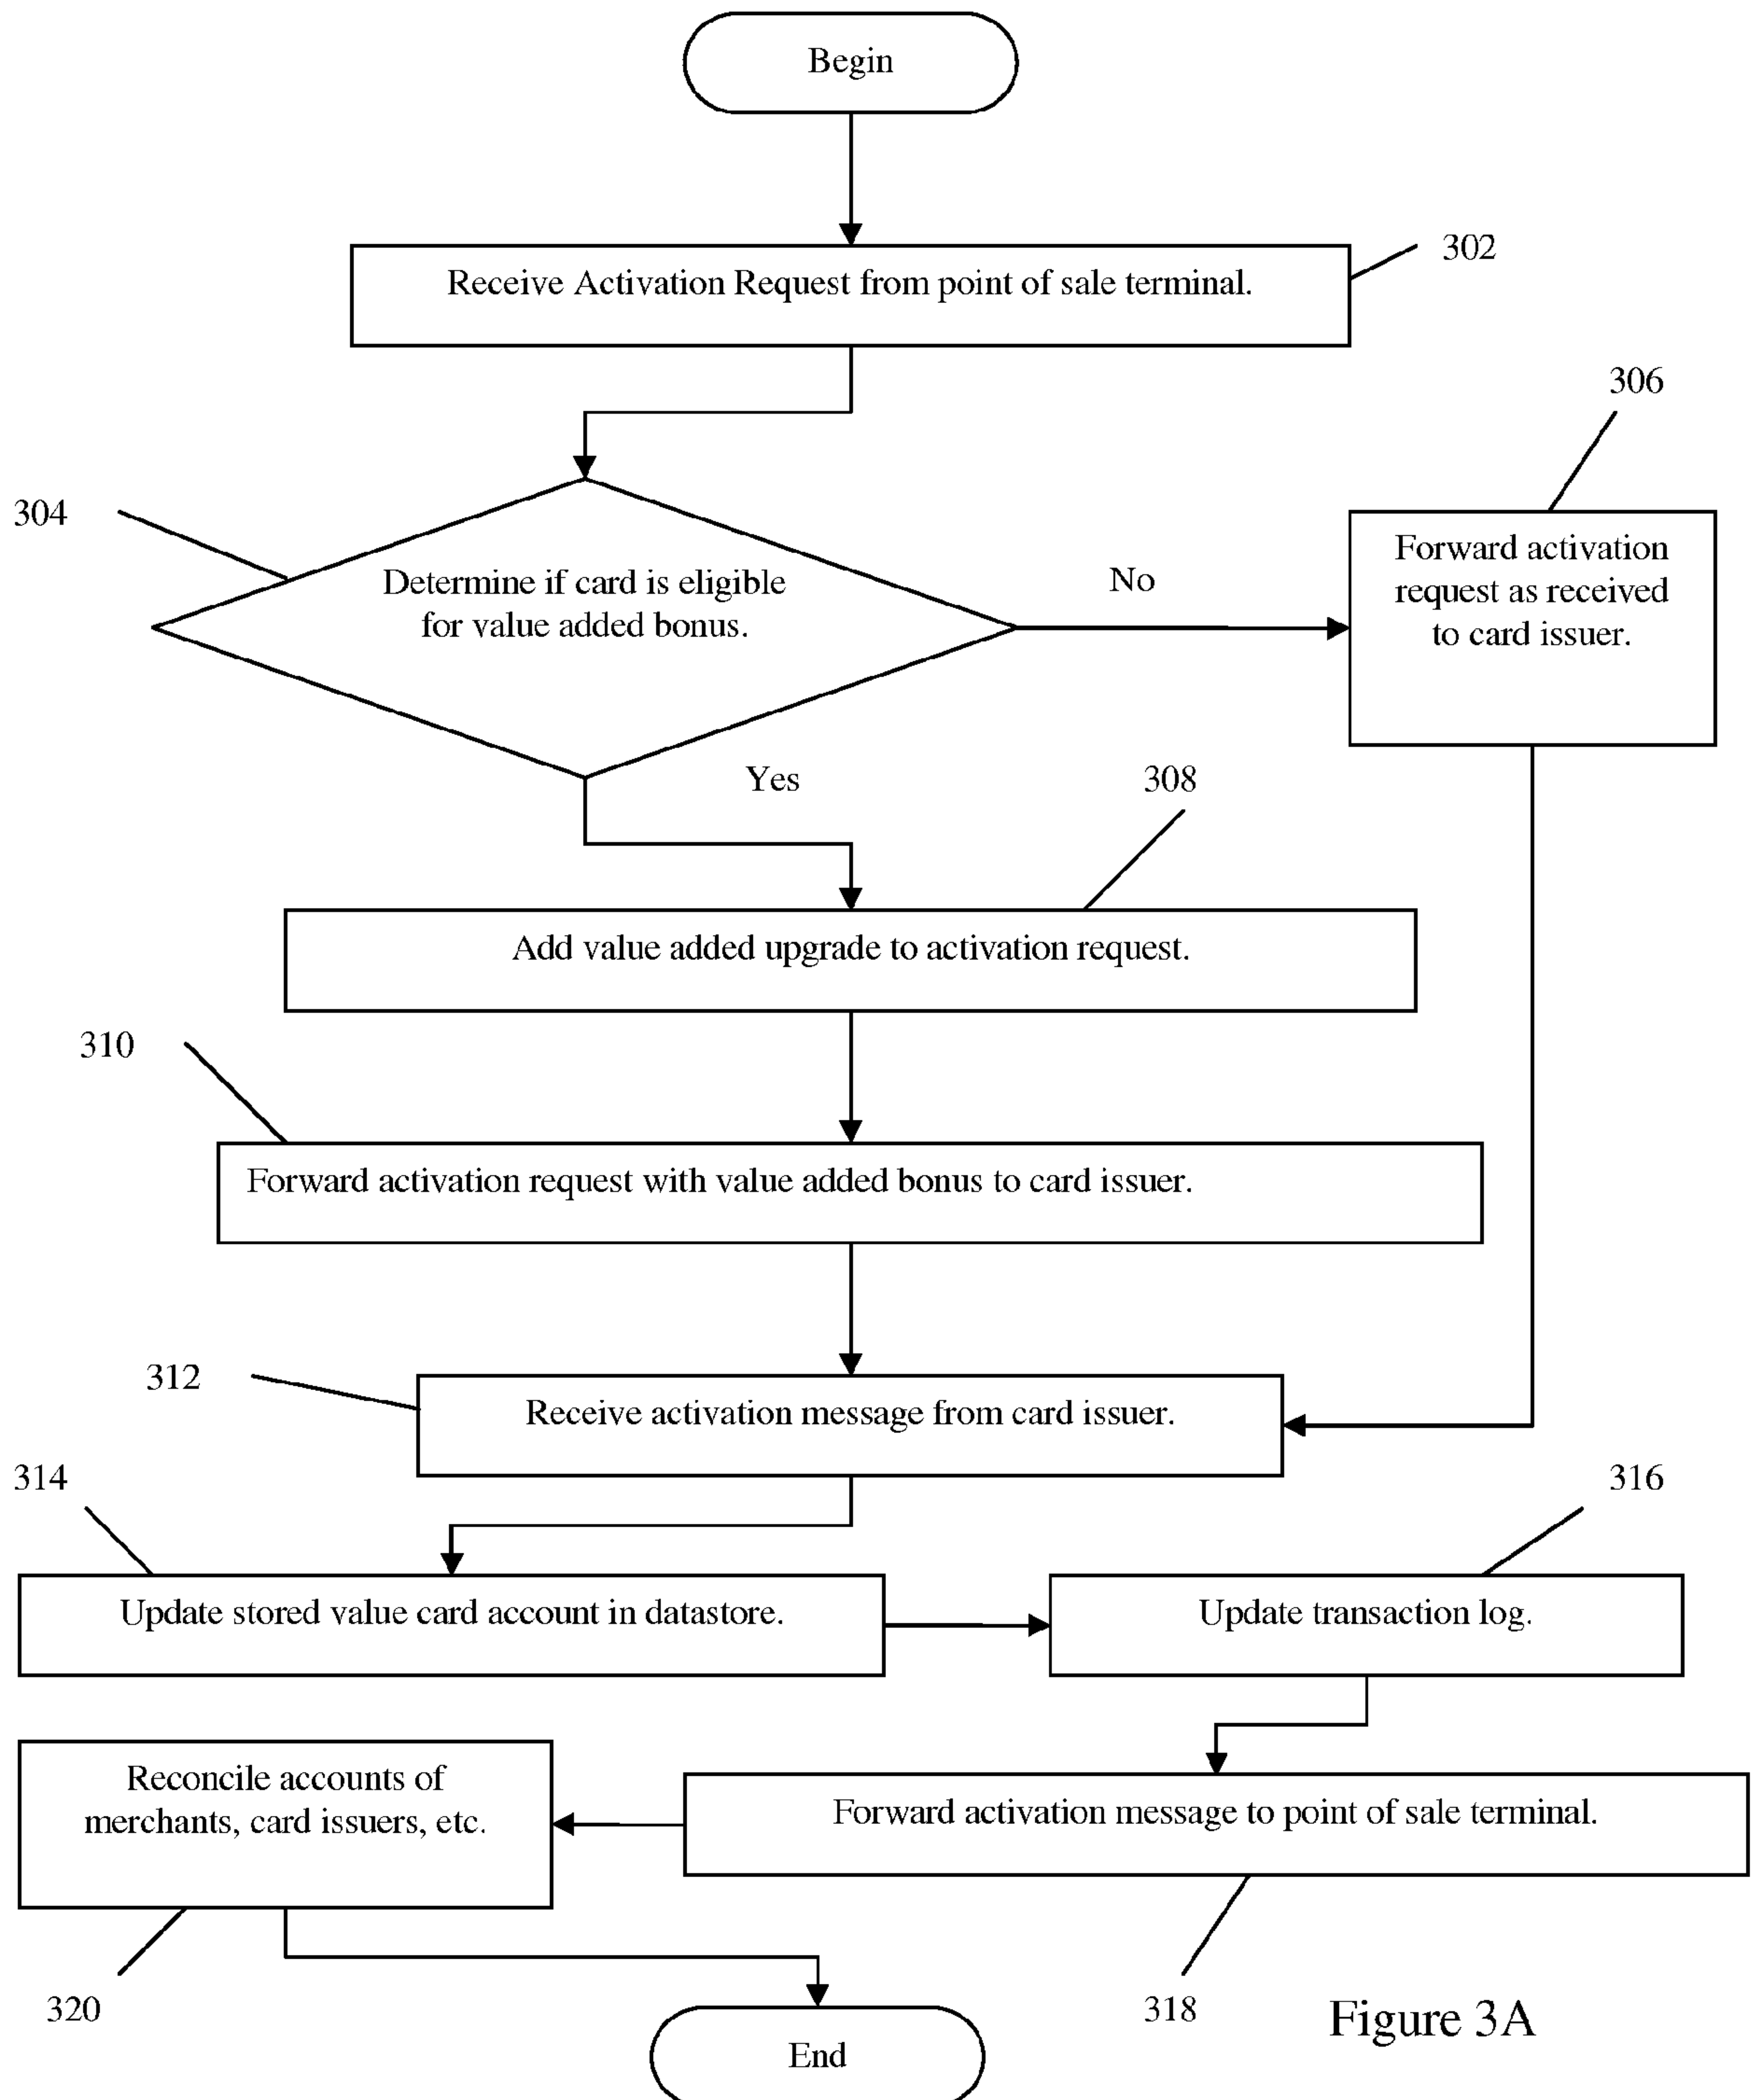 Begin
Receive Activation Request from point of sale terminal.
302
306
304
Determine if card is eligible
for value added bonus.
No
Forward activation
request as received
to card issuer.
Yes
308
Add value added upgrade to activation request.
310
Forward activation request with value added bonus to card issuer.
312
Receive activation message from card issuer.
314
316
Update stored value card account in datastore.
Update transaction log.
Reconcile accounts of
merchants, card issuers, etc.
Forward activation message to point of sale terminal.
320
318
Figure 3A
End